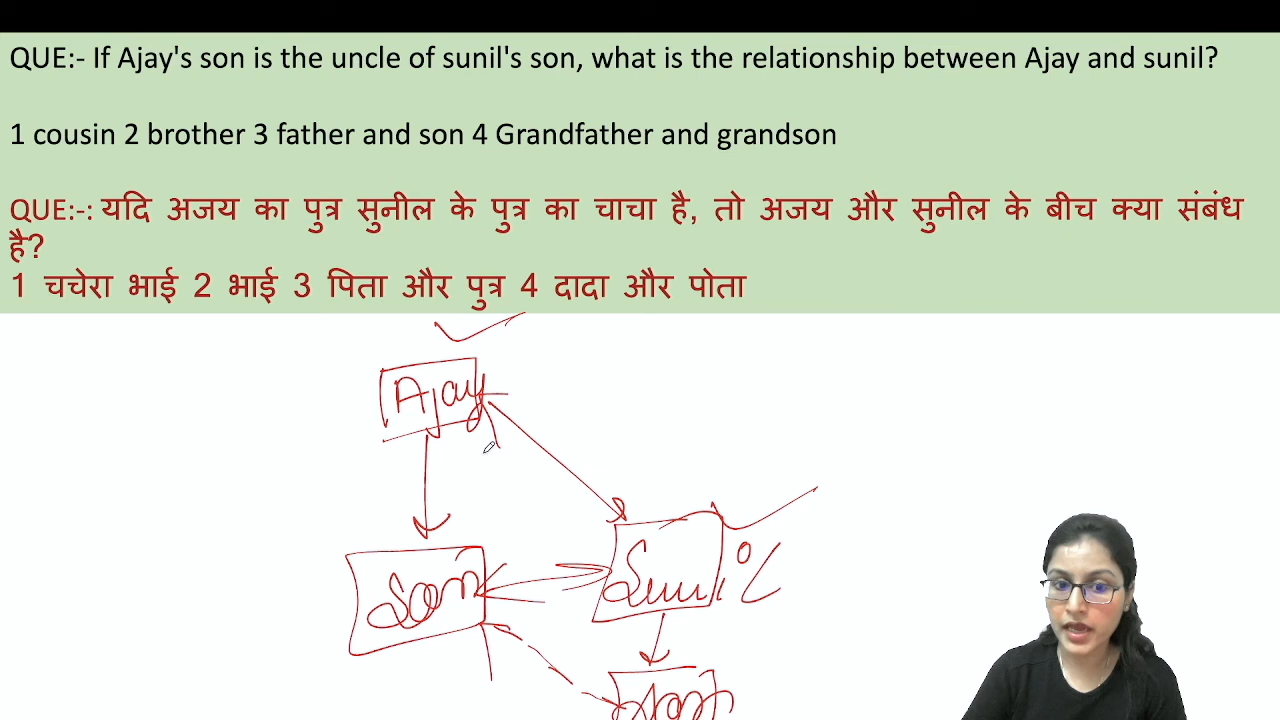 QUE:- If Ajay's son is the uncle of sunil's son, what is the relationship between Ajay and sunil?
1 cousin 2 brother 3 father and son 4 Grandfather and grandson
QUE:-: यदि अजय का पुत्र सुनील के पुत्र का चाचा है, तो अजय और सुनील के बीच क्या संबंध
है?
1 चचेरा भाई 2 भाई 3 पिता और पुत्र 4 दादा और पोता
Ajay
Son Sunil
Son